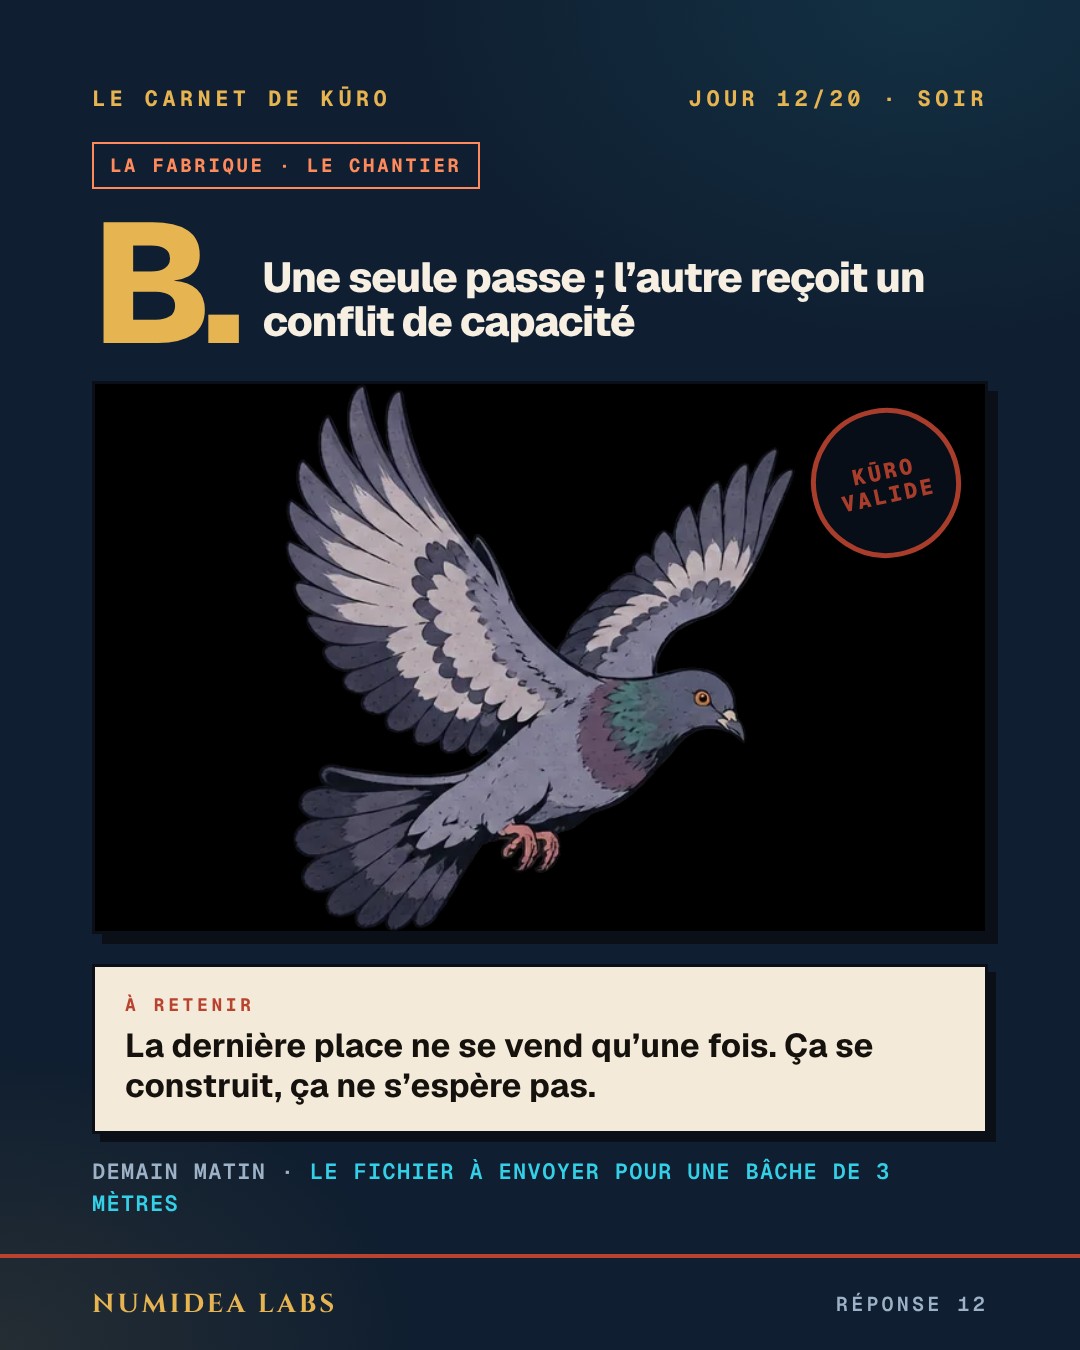 LE CARNET DE KŪRO
JOUR 12/20 · SOIR
LA FABRIQUE · LE CHANTIER
B.
Une seule passe ; l’autre reçoit un
conflit de capacité
KŪRO
VALIDE
À RETENIR
La dernière place ne se vend qu’une fois. Ça se
construit, ça ne s’espère pas.
DEMAIN MATIN · LE FICHIER À ENVOYER POUR UNE BÂCHE DE 3
MÈTRES
NUMIDEA LABS
RÉPONSE 12